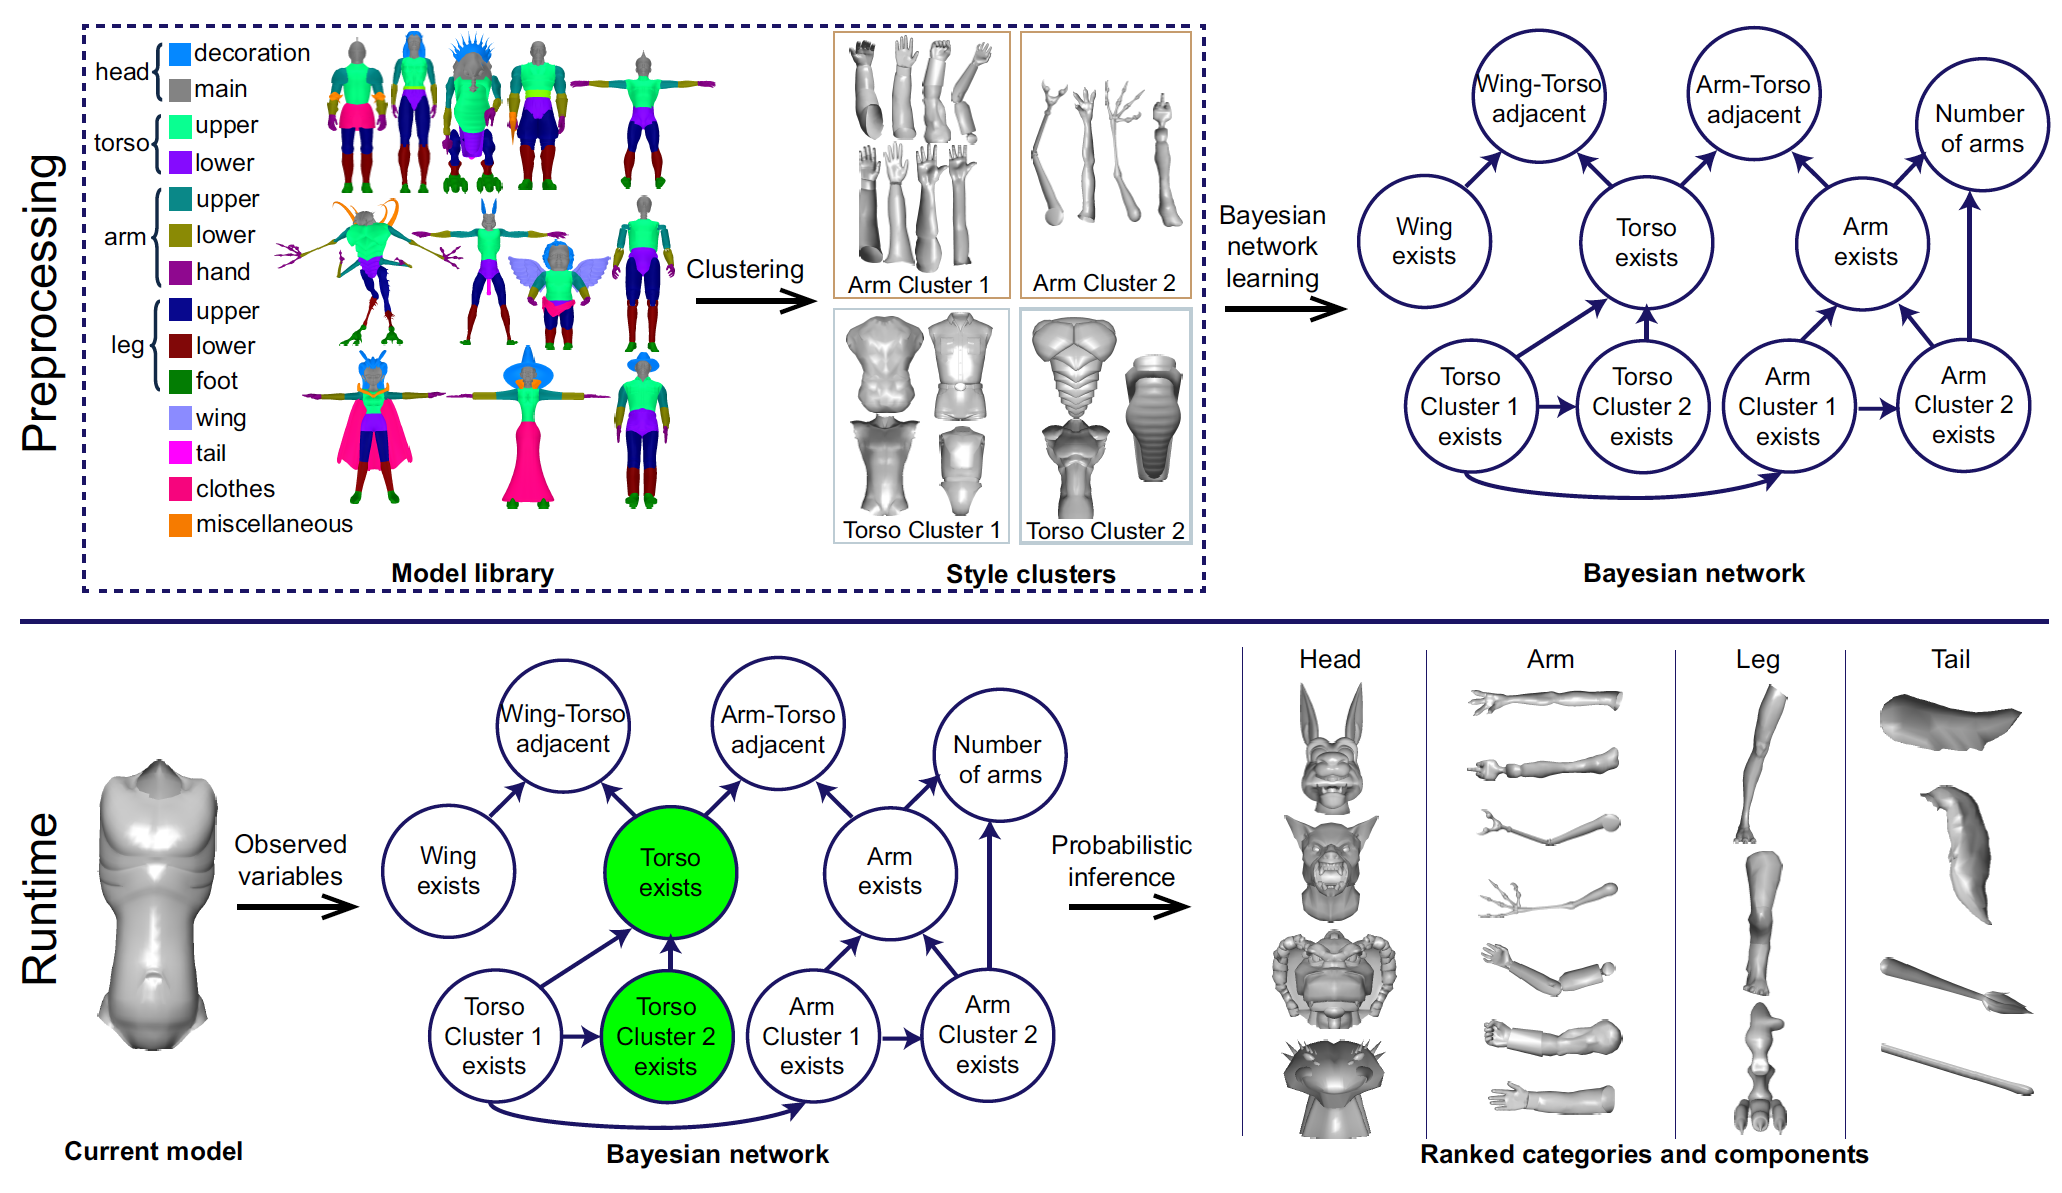 Preprocessing
head
decoration
main
torso
upper
lower
arm
upper
lower
hand
leg
upper
lower
foot
wing
tail
clothes
miscellaneous
Model library
Clustering
Arm Cluster 1
Arm Cluster 2
Torso Cluster 1
Torso Cluster 2
Style clusters
Bayesian
network
learning
Wing-Torso
adjacent
Arm-Torso
adjacent
Number
of arms
Wing
exists
Torso
exists
Arm
exists
Torso
Cluster 1
exists
Torso
Cluster 2
exists
Arm
Cluster 1
exists
Arm
Cluster 2
exists
Bayesian network
Runtime
Current model
Observed
variables
Wing-Torso
adjacent
Arm-Torso
adjacent
Number
of arms
Wing
exists
Torso
exists
Arm
exists
Torso
Cluster 1
exists
Torso
Cluster 2
exists
Arm
Cluster 1
exists
Arm
Cluster 2
exists
Bayesian network
Probabilistic
inference
Head
Arm
Leg
Tail
Ranked categories and components